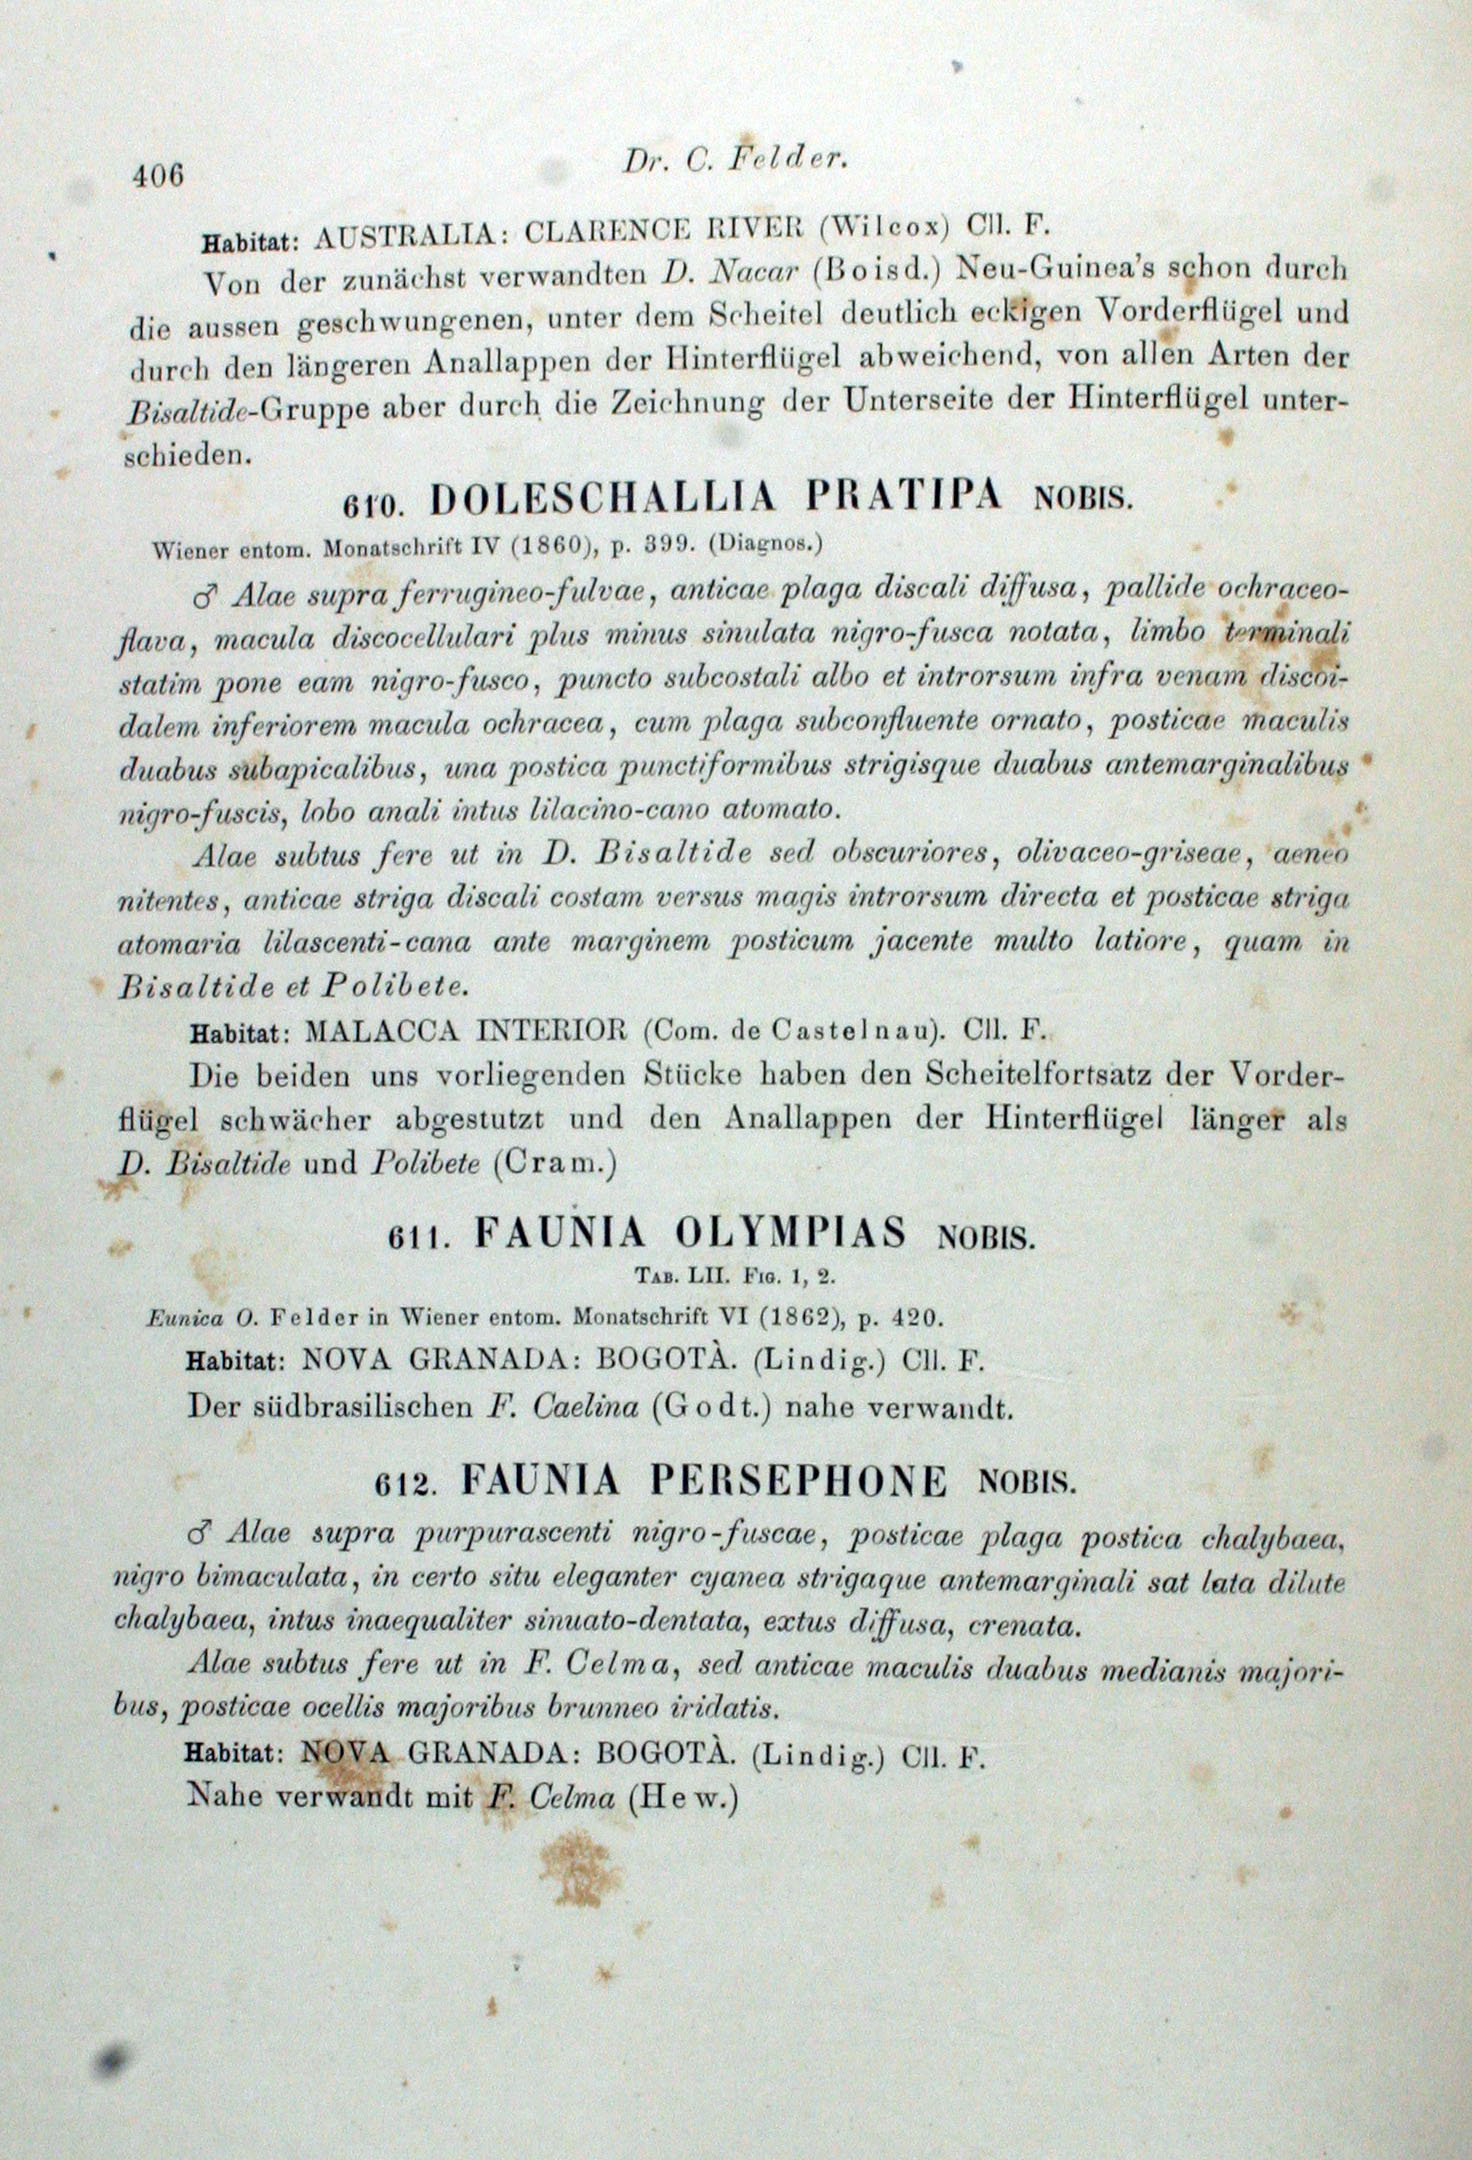 406
Dr. C. Felder.
Habitat: AUSTRALIA: CLARENCE RIVER (Wilcox) Cll. F.
Von der zunächst verwandten D. Nacar (Boisd.) Neu-Guinea's schon durch
die aussen geschwungenen, unter dem Scheitel deutlich eckigen Vorderflügel und
durch den längeren Anallappen der Hinterflügel abweichend, von allen Arten der
Bisaltide-Gruppe aber durch die Zeichnung der Unterseite der Hinterflügel unter-
schieden.
610. DOLESCHALLIA PRATIPA NOBIS.
Wiener entom. Monatschrift IV (1860), p. 399. (Diagnos.)
♂ Alae supra ferrugineo-fulvae, anticae plaga discali diffusa, pallide ochraceo-
flava, macula discocellulari plus minus sinulata nigro-fusca notata, limbo terminali
statim pone eam nigro-fusco, puncto subcostali albo et introrsum infra venam discoi-
dalem inferiorem macula ochracea, cum plaga subconfluente ornato, posticae maculis
duabus subapicalibus, una postica punctiformibus strigisque duabus antemarginalibus
nigro-fuscis, lobo anali intus lilacino-cano atomato.
Alae subtus fere ut in D. Bisaltide sed obscuriores, olivaceo-griseae, aeneo
nitentes, anticae striga discali costam versus magis introrsum directa et posticae striga
atomaria lilascenti-cana ante marginem posticum jacente multo latiore, quam in
Bisaltide et Polibete.
Habitat: MALACCA INTERIOR (Com. de Castelnau). Cll. F.
Die beiden uns vorliegenden Stücke haben den Scheitelfortsatz der Vorder-
flügel schwächer abgestutzt und den Anallappen der Hinterflügel länger als
D. Bisaltide und Polibete (Cram.)
611. FAUNIA OLYMPIAS NOBIS.
TAB. LII. FIG. 1, 2.
Eunica O. Felder in Wiener entom. Monatschrift VI (1862), p. 420.
Habitat: NOVA GRANADA: BOGOTÀ. (Lindig.) Cll. F.
Der südbrasilischen F. Caelina (Godt.) nahe verwandt.
612. FAUNIA PERSEPHONE NOBIS.
♂ Alae supra purpurascenti nigro-fuscae, posticae plaga postica chalybaea,
nigro bimaculata, in certo situ eleganter cyanea strigaque antemarginali sat lata dilute
chalybaea, intus inaequaliter sinuato-dentata, extus diffusa, crenata.
Alae subtus fere ut in F. Celma, sed anticae maculis duabus medianis majori-
bus, posticae ocellis majoribus brunneo iridatis.
Habitat: NOVA GRANADA: BOGOTÀ. (Lindig.) Cll. F.
Nahe verwandt mit F. Celma (Hew.)